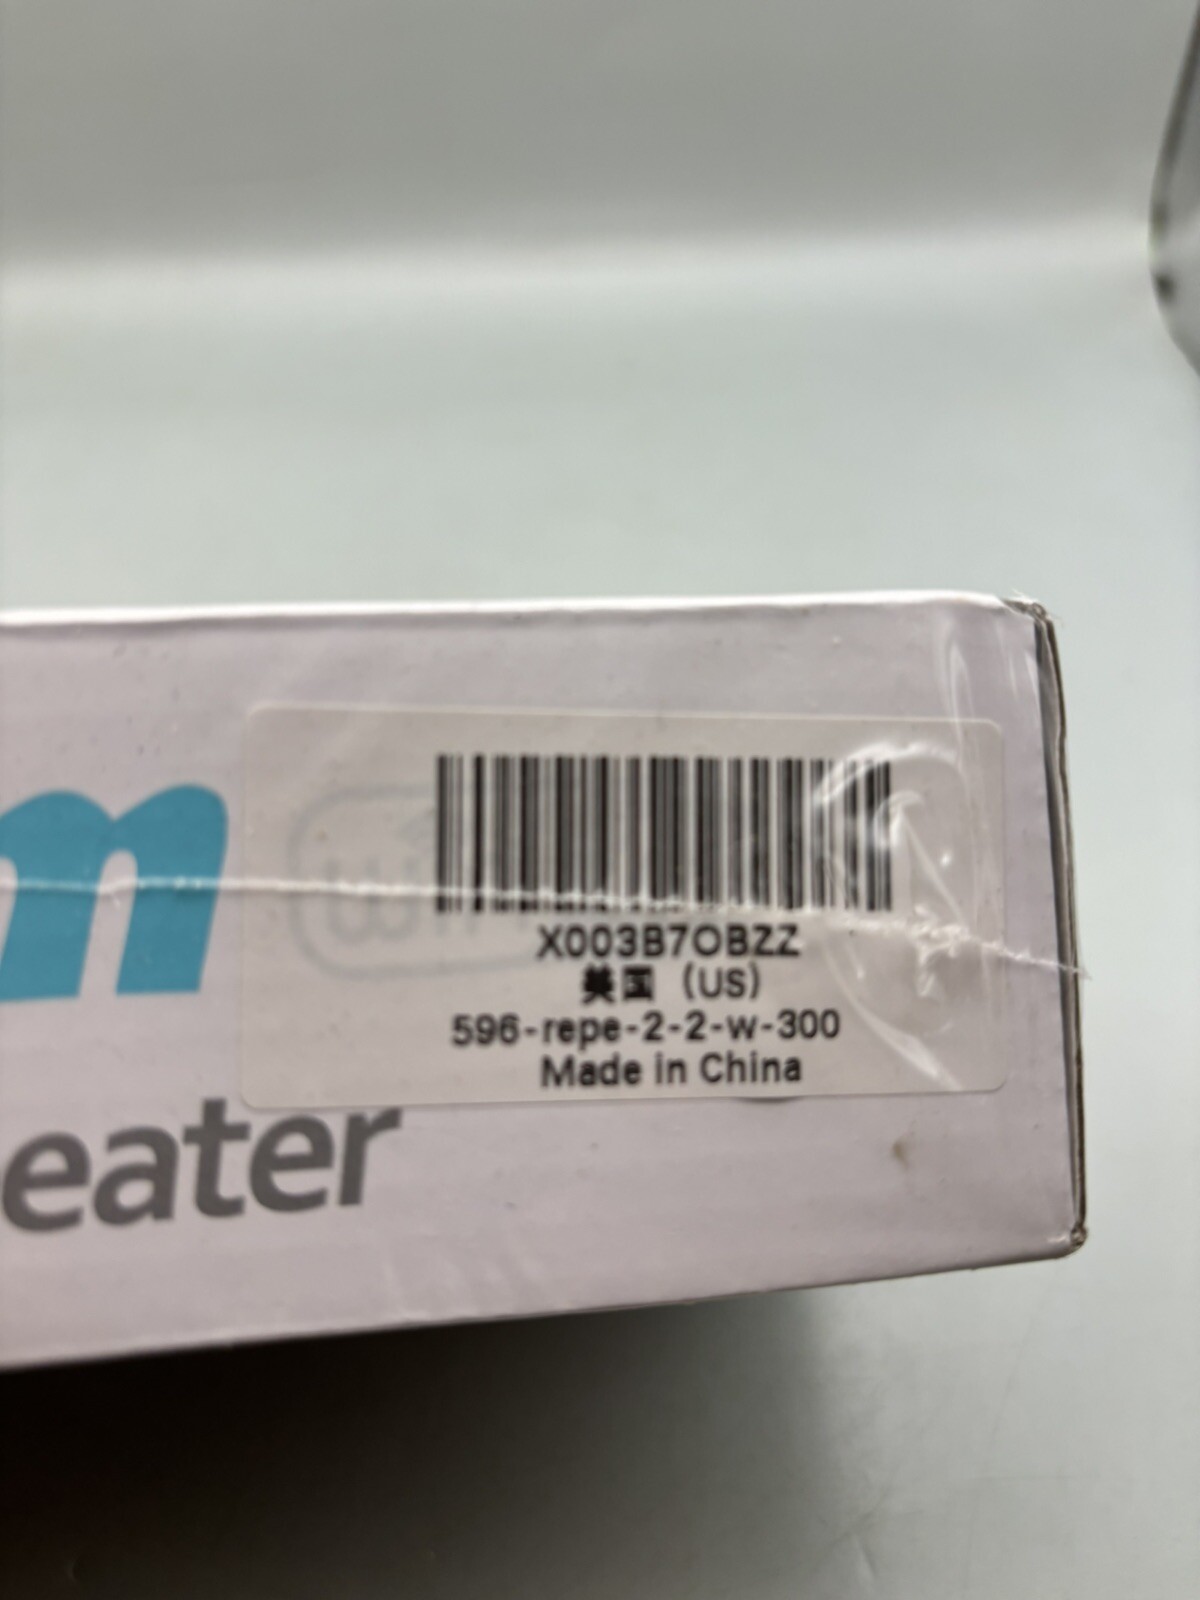 m
X003B7OBZZ
美国 (US)
596-repe-2-2-w-300
Made in China
eater